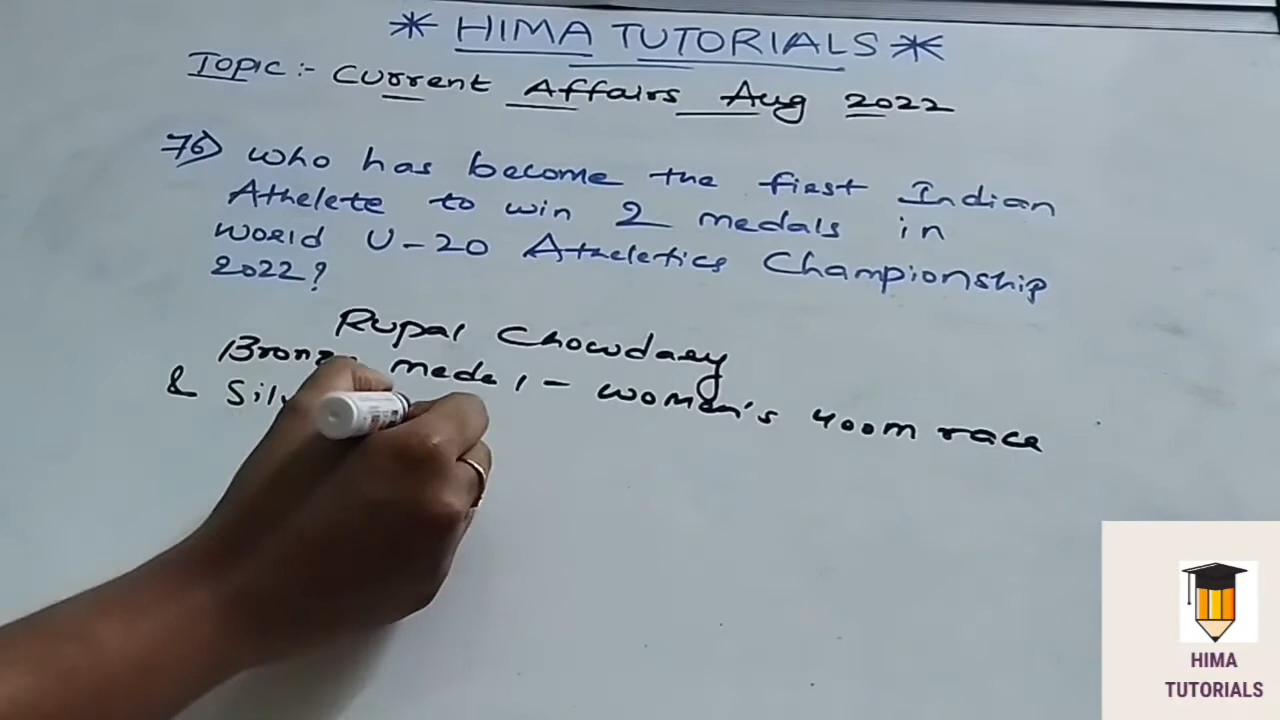 * HIMA TUTORIALS *
Topic:- Current Affairs Aug 2022
76) Who has become the first Indian
Athelete to win 2 medals in
World U-20 Atheletics Championship
2022?
Rupal Chowdary
Bronze medal - women's 400m race
& Silv
HIMA
TUTORIALS